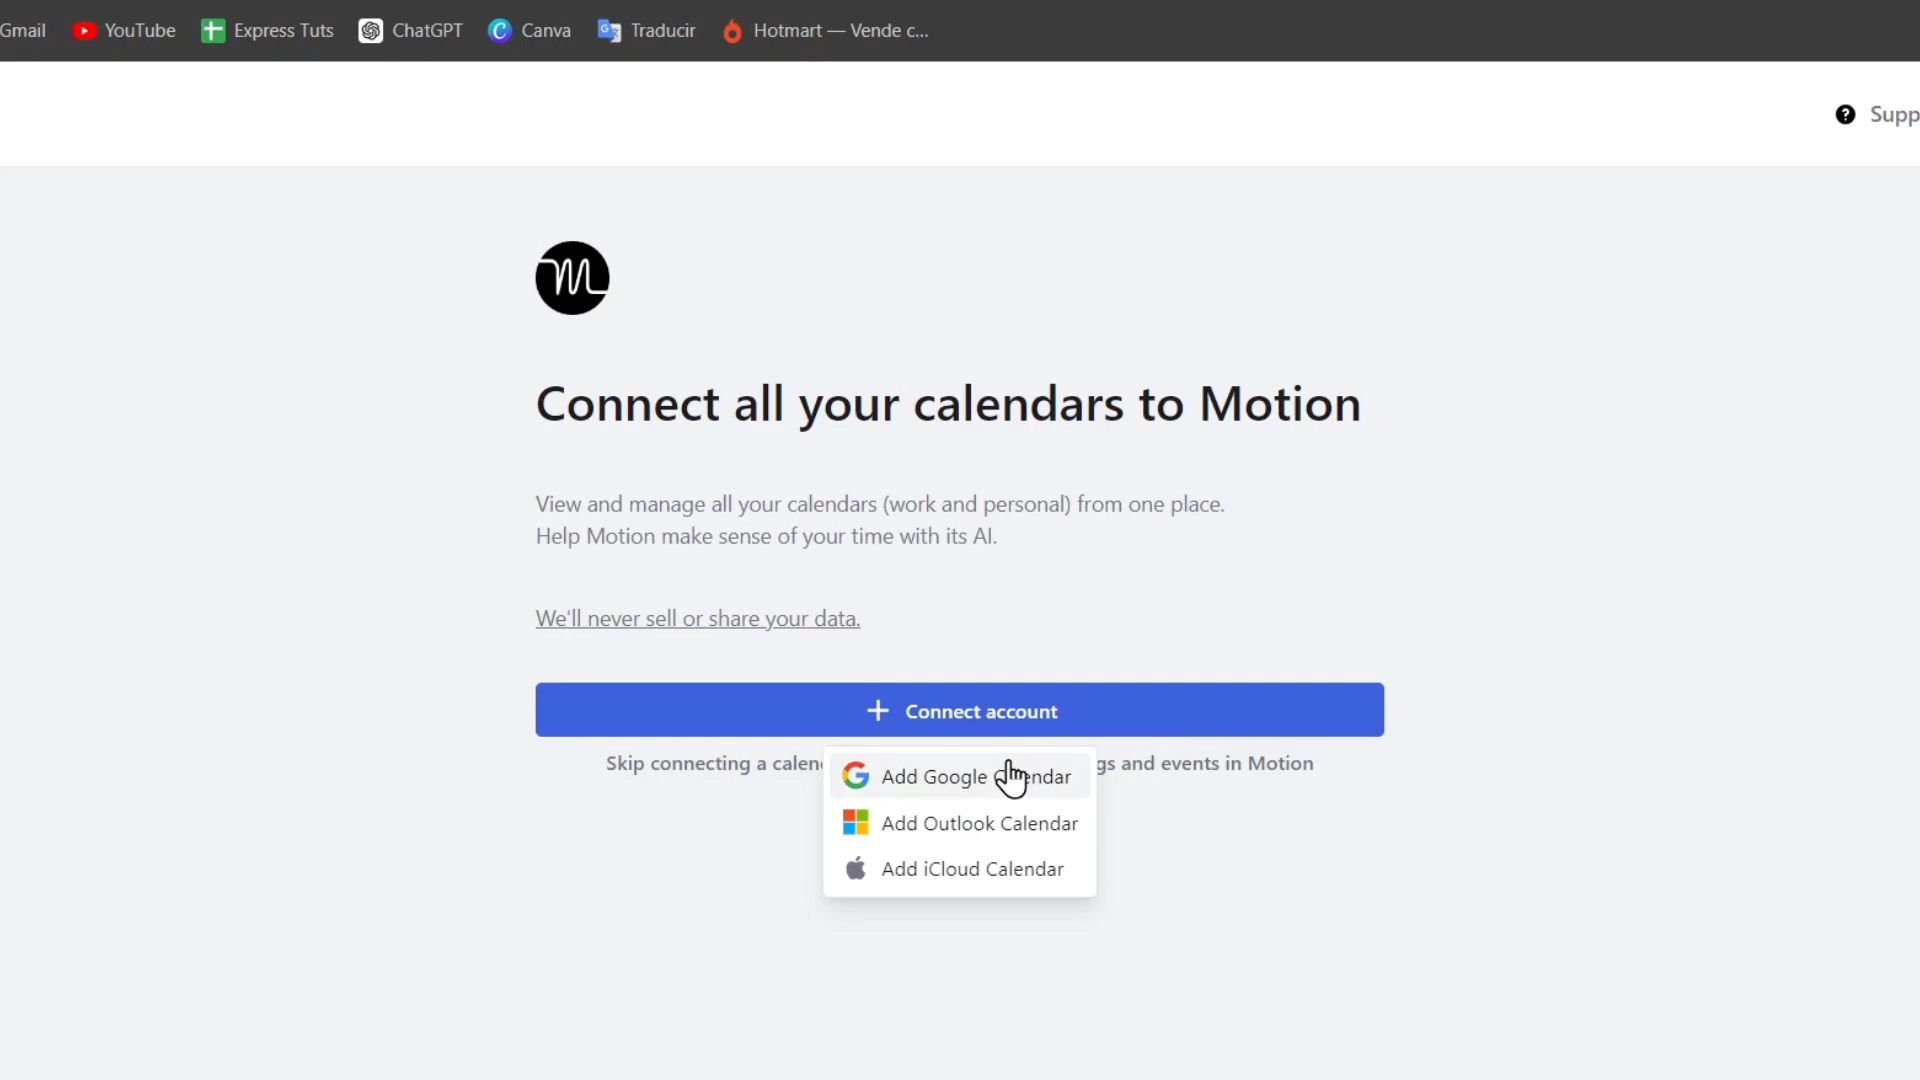 Gmail YouTube Express Tuts ChatGPT Canva Traducir Hotmart — Vende c...
Supp
Connect all your calendars to Motion
View and manage all your calendars (work and personal) from one place.
Help Motion make sense of your time with its AI.
We'll never sell or share your data.
+ Connect account
Skip connecting a calen gs and events in Motion
Add Google Calendar
Add Outlook Calendar
Add iCloud Calendar